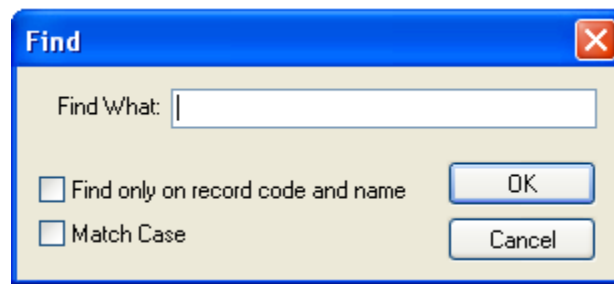 Find
Find What:
Find only on record code and name
OK
Match Case
Cancel